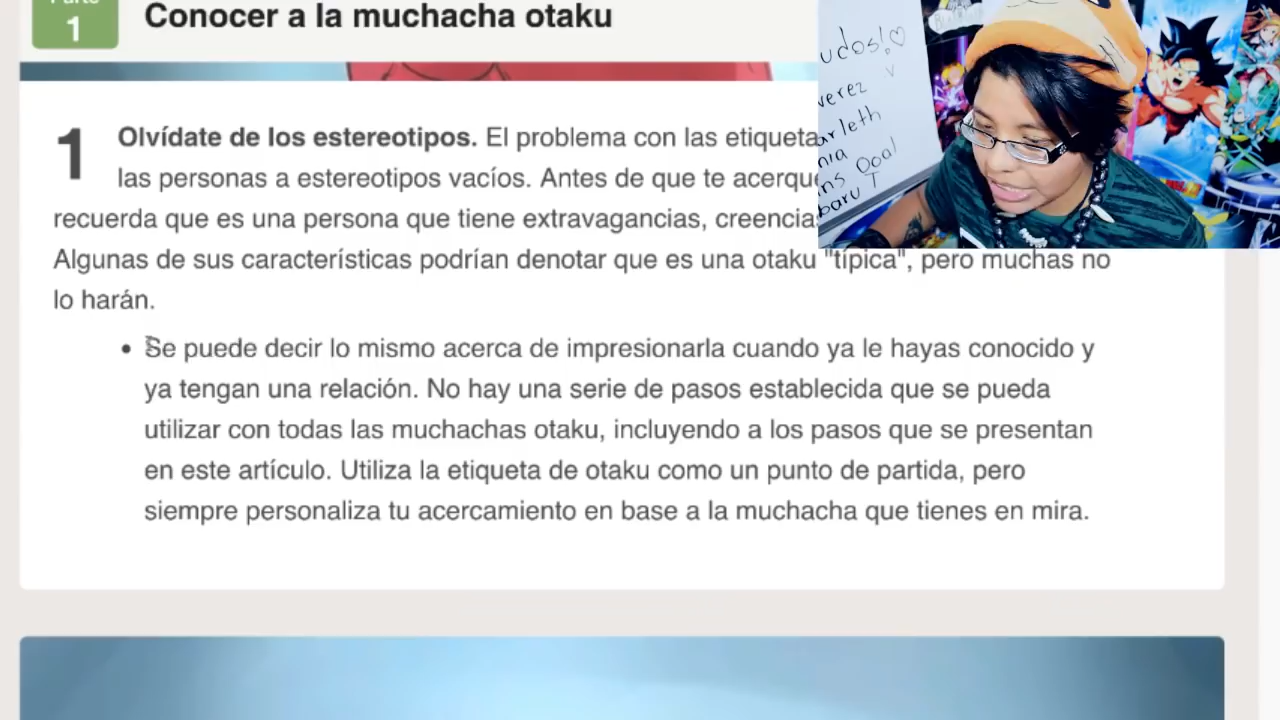 Parte
1
Conocer a la muchacha otaku
1
Olvídate de los estereotipos. El problema con las etiqueta
las personas a estereotipos vacíos. Antes de que te acerque
recuerda que es una persona que tiene extravagancias, creencias
Algunas de sus características podrían denotar que es una otaku "típica", pero muchas no
lo harán.
• Se puede decir lo mismo acerca de impresionarla cuando ya le hayas conocido y
ya tengan una relación. No hay una serie de pasos establecida que se pueda
utilizar con todas las muchachas otaku, incluyendo a los pasos que se presentan
en este artículo. Utiliza la etiqueta de otaku como un punto de partida, pero
siempre personaliza tu acercamiento en base a la muchacha que tienes en mira.
udos!♡
verez
arleth
nia
baru T